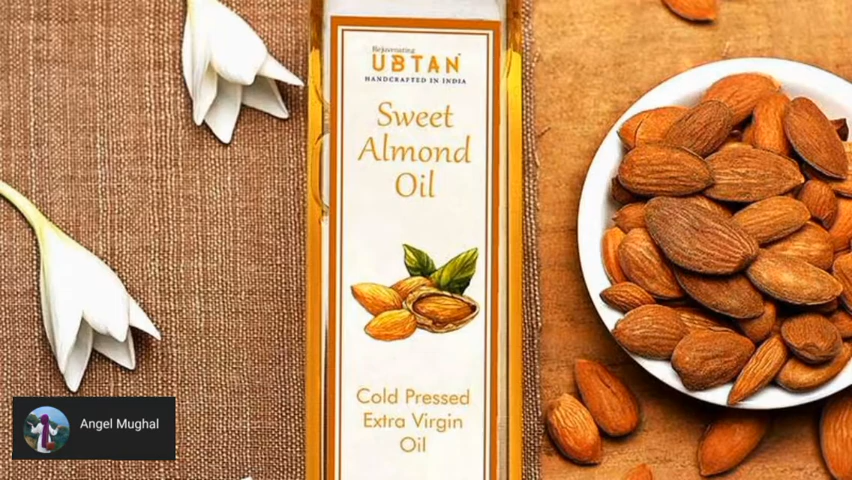 Rejuvenating
UBTAN
HANDCRAFTED IN INDIA
Sweet
Almond
Oil
Cold Pressed
Extra Virgin
Oil
Angel Mughal